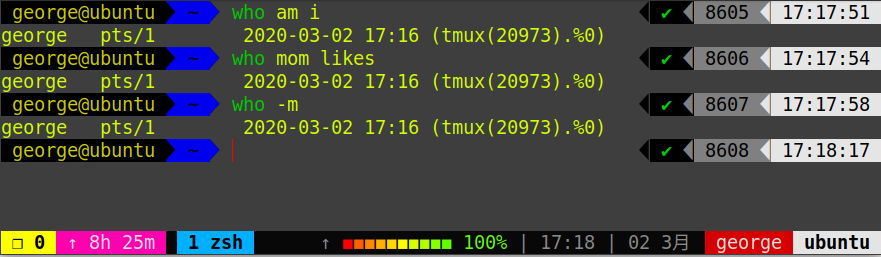 george@ubuntu ~ who am i ✔ 8605 17:17:51
george pts/1 2020-03-02 17:16 (tmux(20973).%0)
george@ubuntu ~ who mom likes ✔ 8606 17:17:54
george pts/1 2020-03-02 17:16 (tmux(20973).%0)
george@ubuntu ~ who -m ✔ 8607 17:17:58
george pts/1 2020-03-02 17:16 (tmux(20973).%0)
george@ubuntu ~ ✔ 8608 17:18:17
❐ 0 ↑ 8h 25m 1 zsh ↑ ■■■■■■■■■■ 100% | 17:18 | 02 3月 george ubuntu